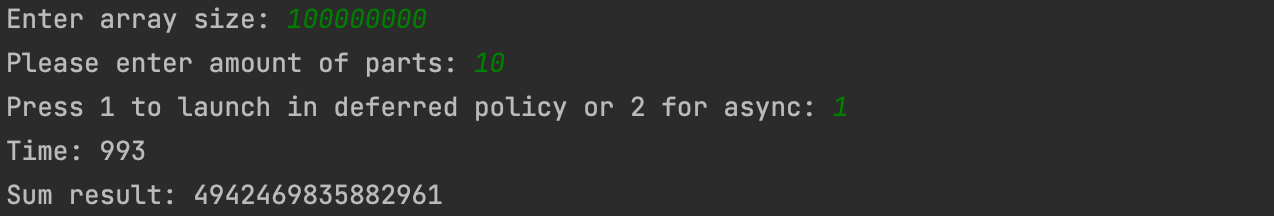 Enter array size: 100000000
Please enter amount of parts: 10
Press 1 to launch in deferred policy or 2 for async: 1
Time: 993
Sum result: 4942469835882961